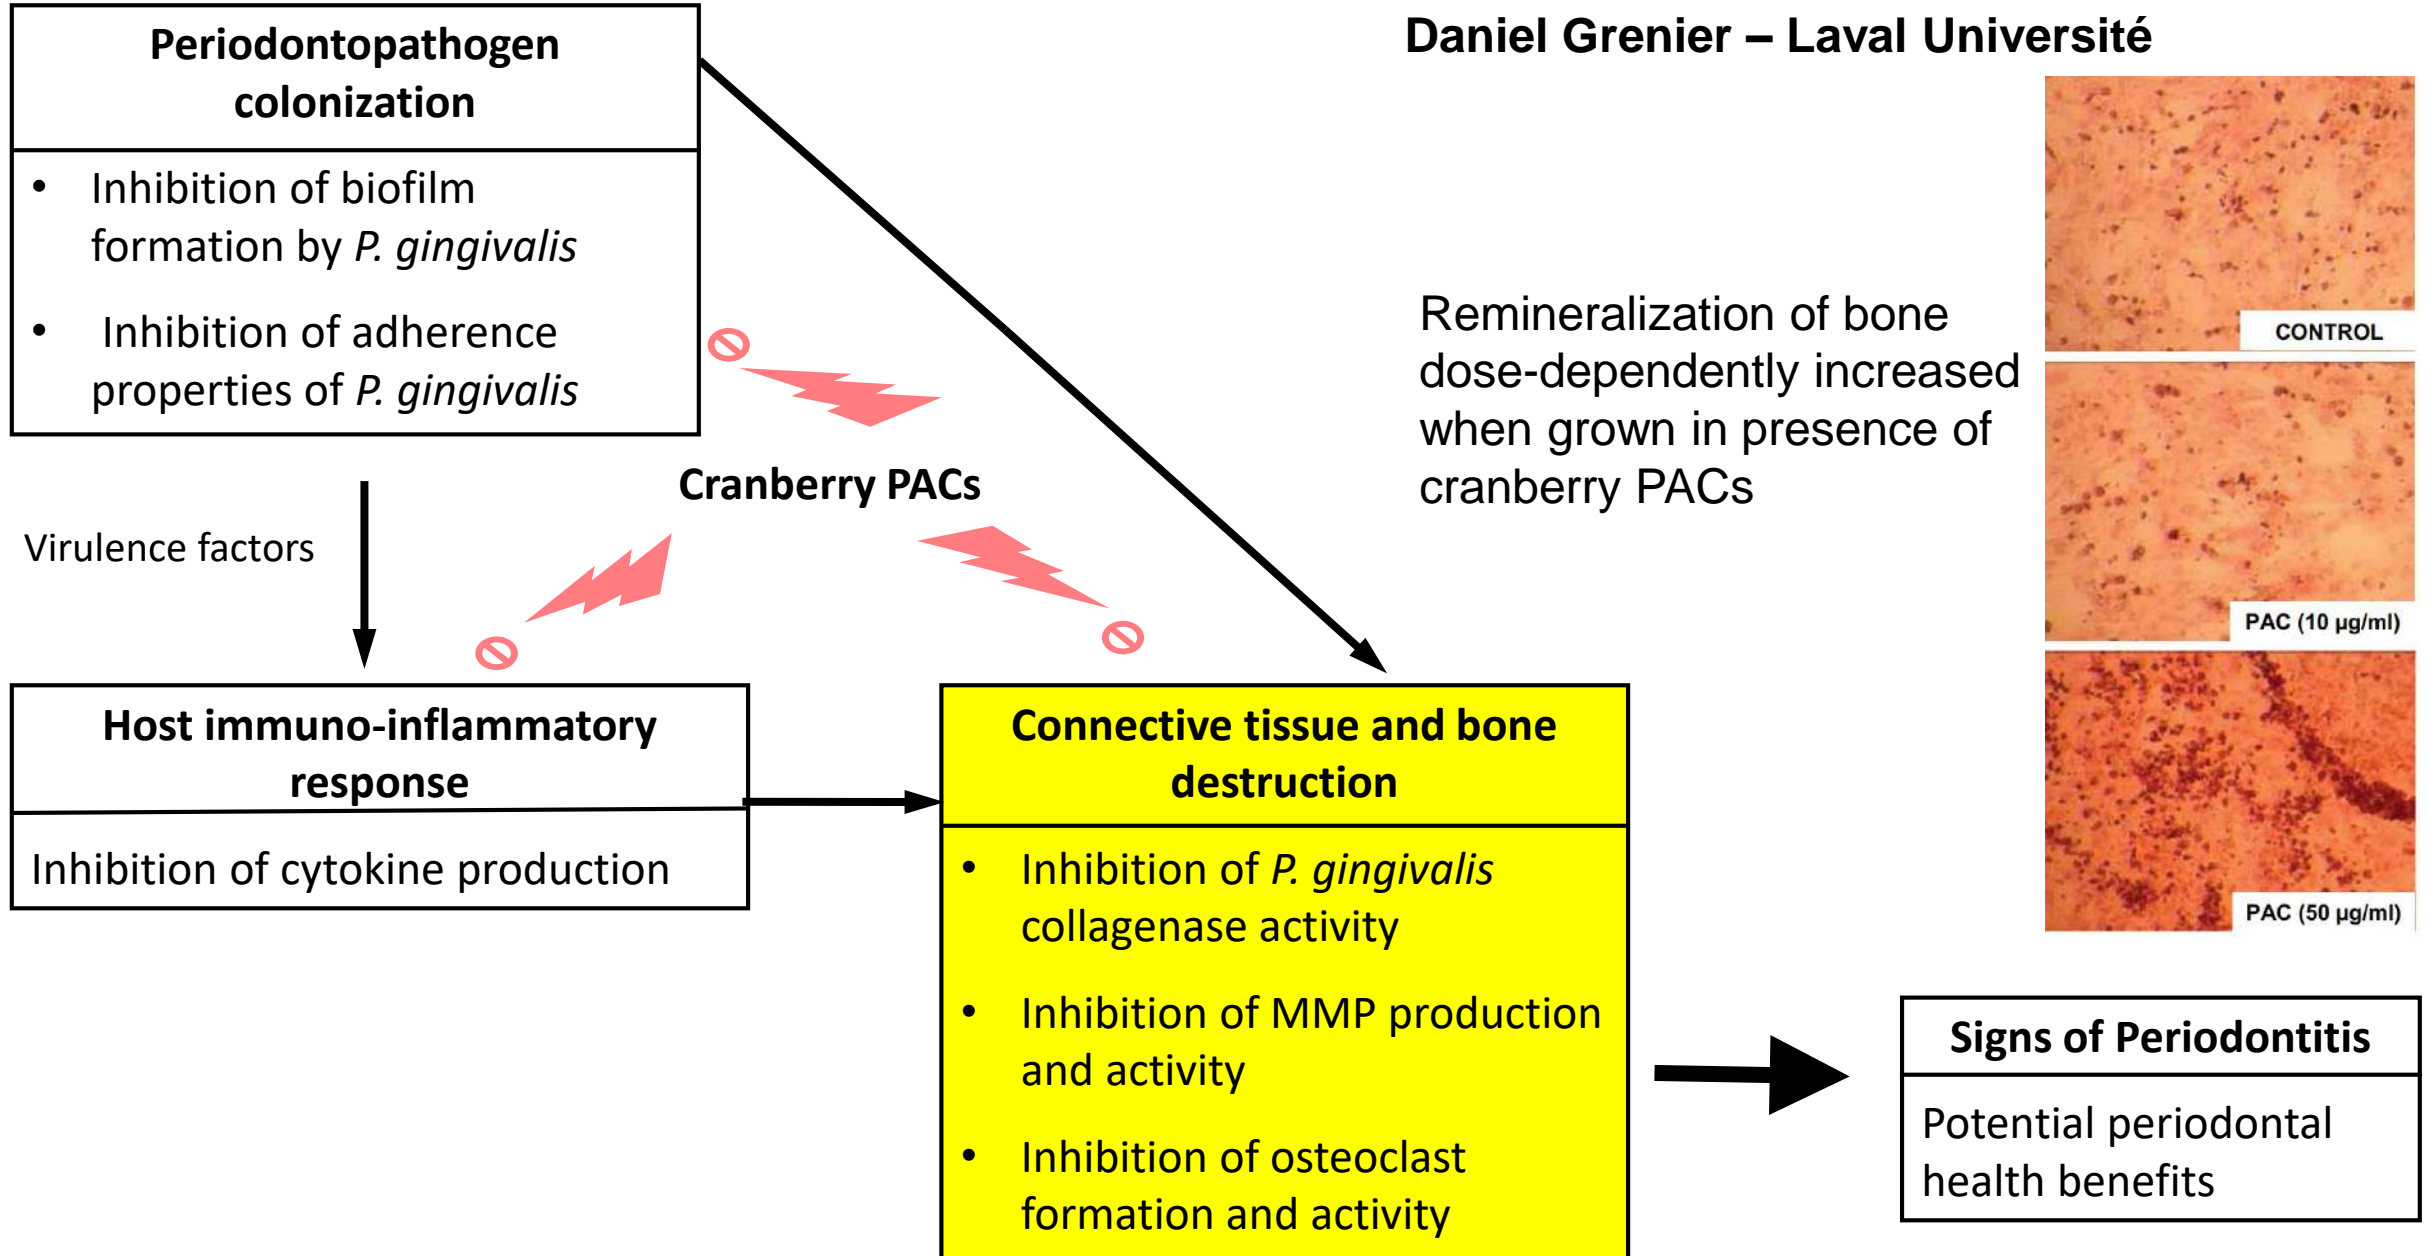 Periodontopathogen
colonization
• Inhibition of biofilm
formation by P. gingivalis
• Inhibition of adherence
properties of P. gingivalis
Virulence factors
Cranberry PACs
Host immuno-inflammatory
response
Inhibition of cytokine production
Connective tissue and bone
destruction
• Inhibition of P. gingivalis
collagenase activity
• Inhibition of MMP production
and activity
• Inhibition of osteoclast
formation and activity
Daniel Grenier – Laval Université
Remineralization of bone
dose-dependently increased
when grown in presence of
cranberry PACs
CONTROL
PAC (10 µg/ml)
PAC (50 µg/ml)
Signs of Periodontitis
Potential periodontal
health benefits